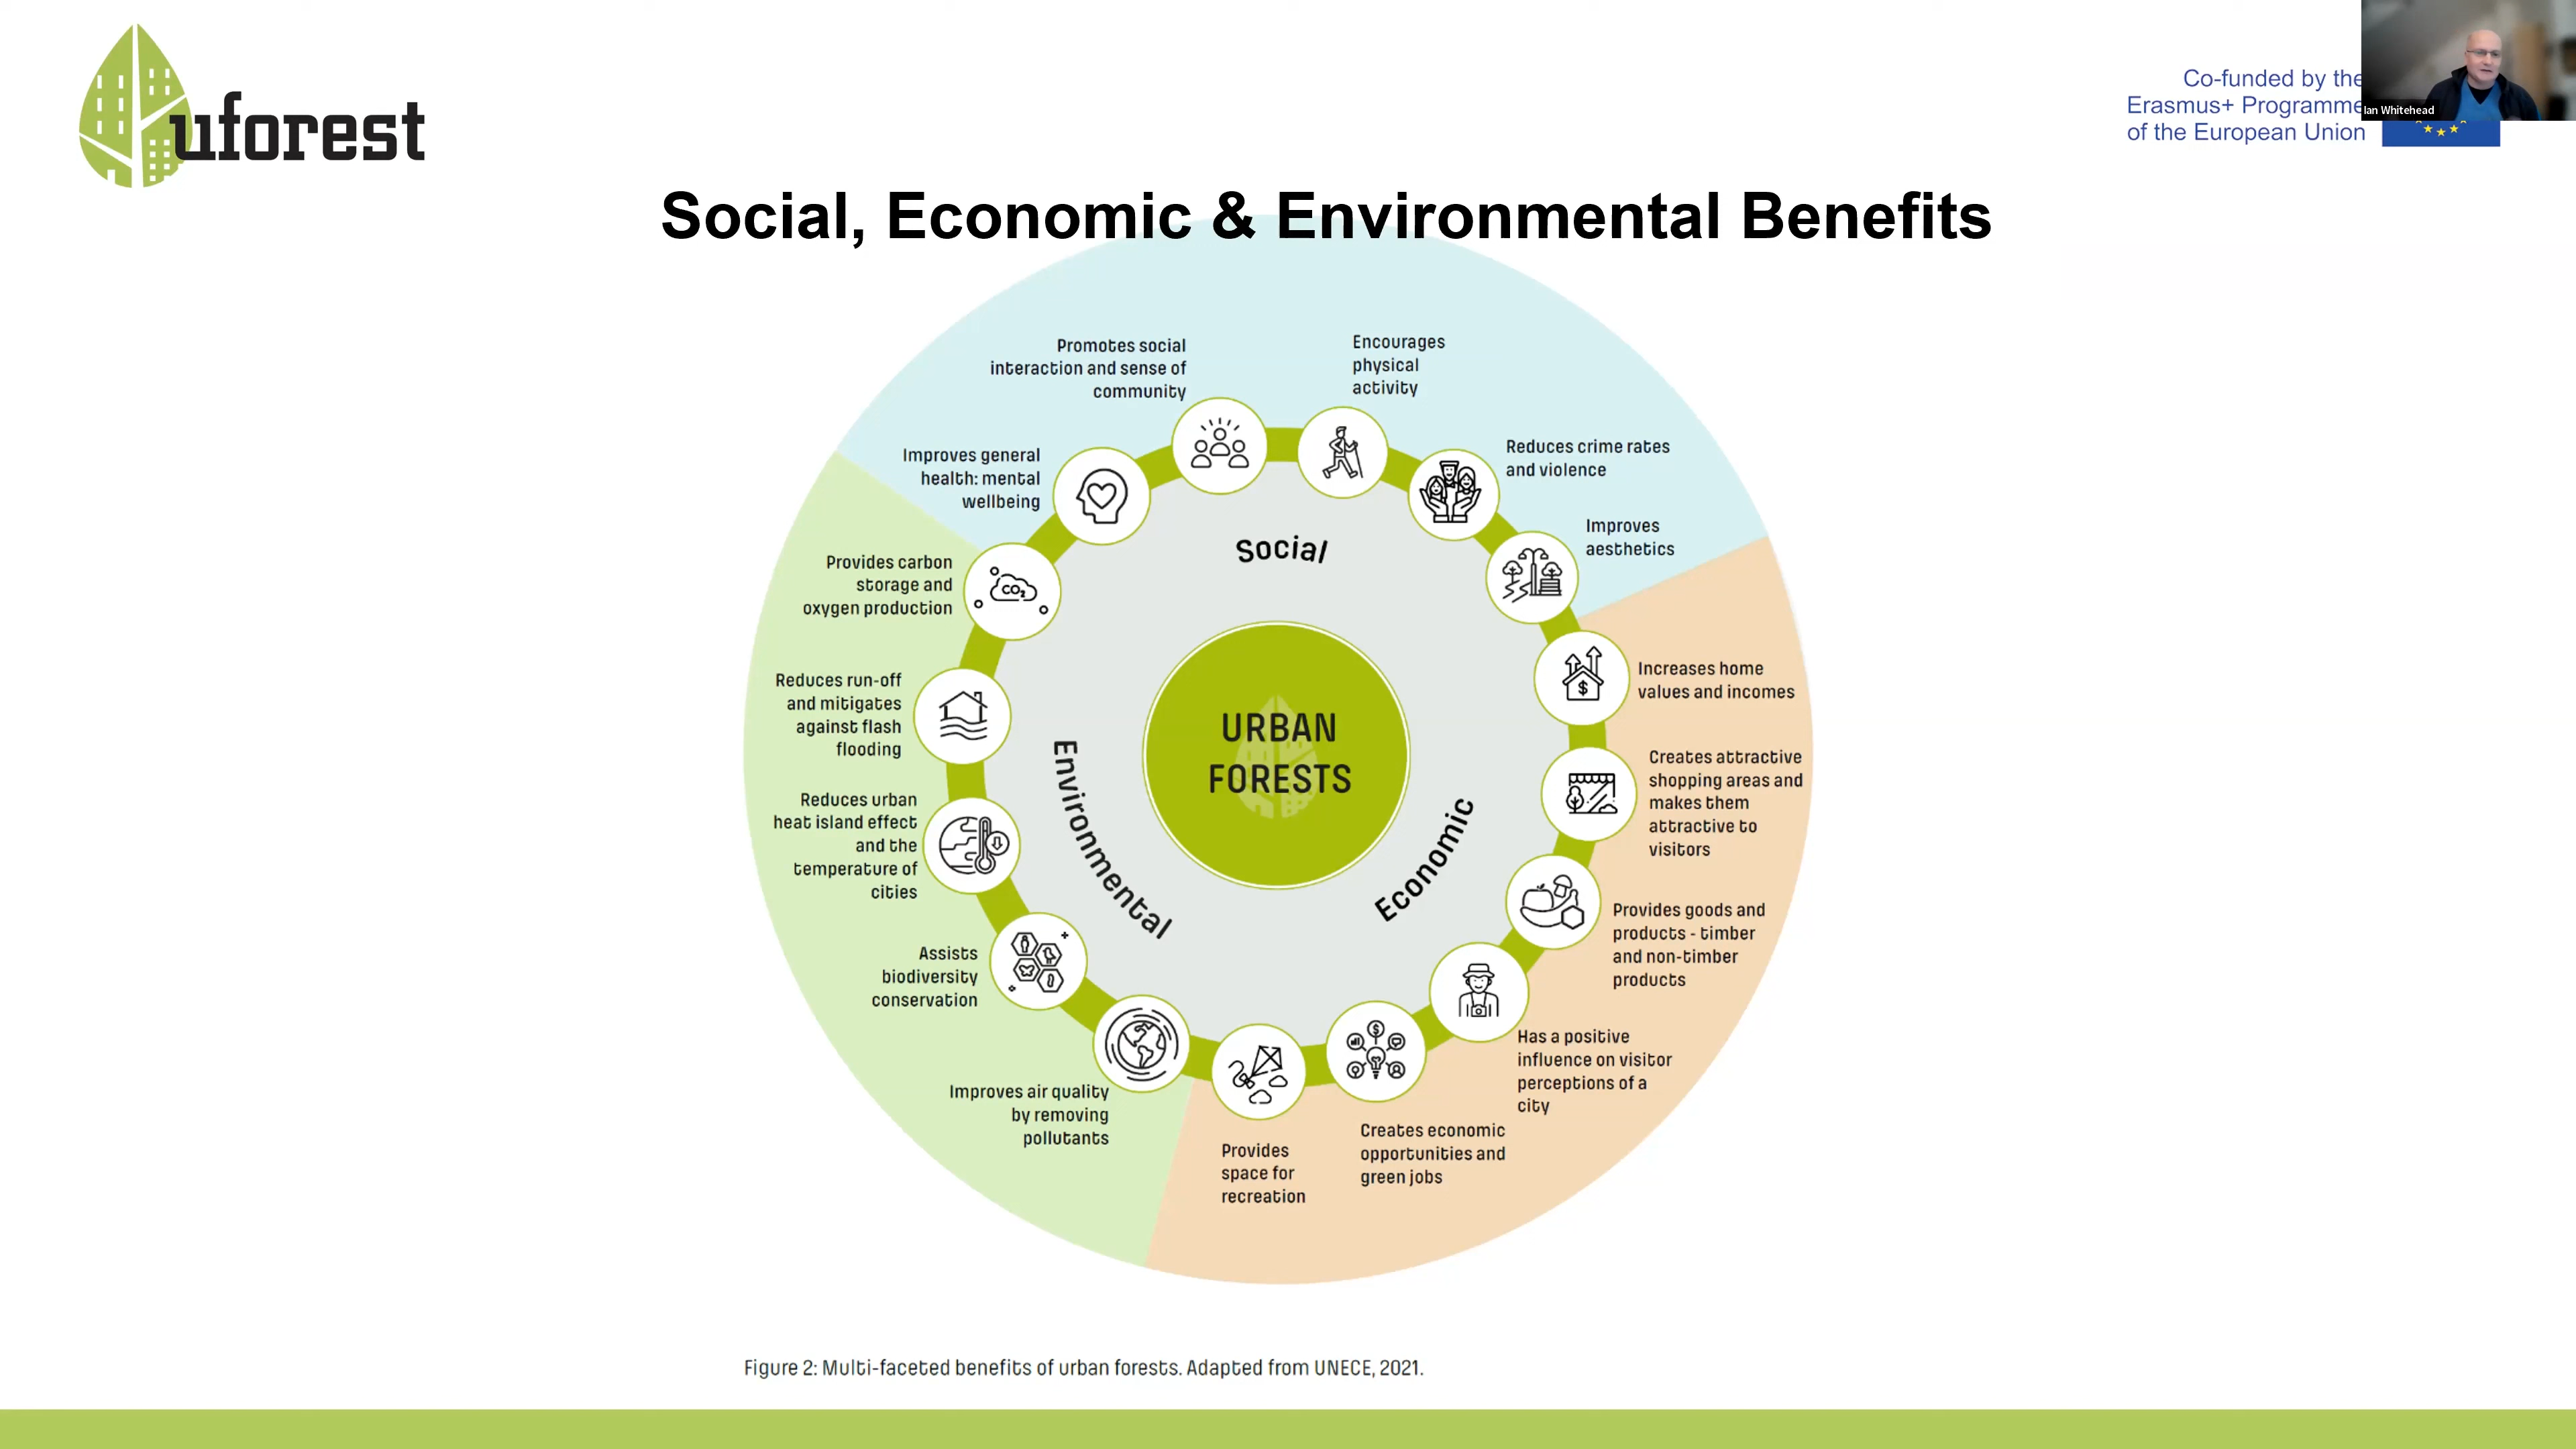 uforest
Co-funded by the
Erasmus+ Programme
of the European Union
Ian Whitehead
Social, Economic & Environmental Benefits
Promotes social
interaction and sense of
community
Encourages
physical
activity
Reduces crime rates
and violence
Improves
aesthetics
Improves general
health: mental
wellbeing
Social
Provides carbon
storage and
oxygen production
CO₂
Reduces run-off
and mitigates
against flash
flooding
Reduces urban
heat island effect
and the
temperature of
cities
Assists
biodiversity
conservation
Improves air quality
by removing
pollutants
Environmental
URBAN
FORESTS
Economic
Increases home
values and incomes
$
Creates attractive
shopping areas and
makes them
attractive to
visitors
Provides goods and
products - timber
and non-timber
products
Has a positive
influence on visitor
perceptions of a
city
Creates economic
opportunities and
green jobs
$
Provides
space for
recreation
Figure 2: Multi-faceted benefits of urban forests. Adapted from UNECE, 2021.